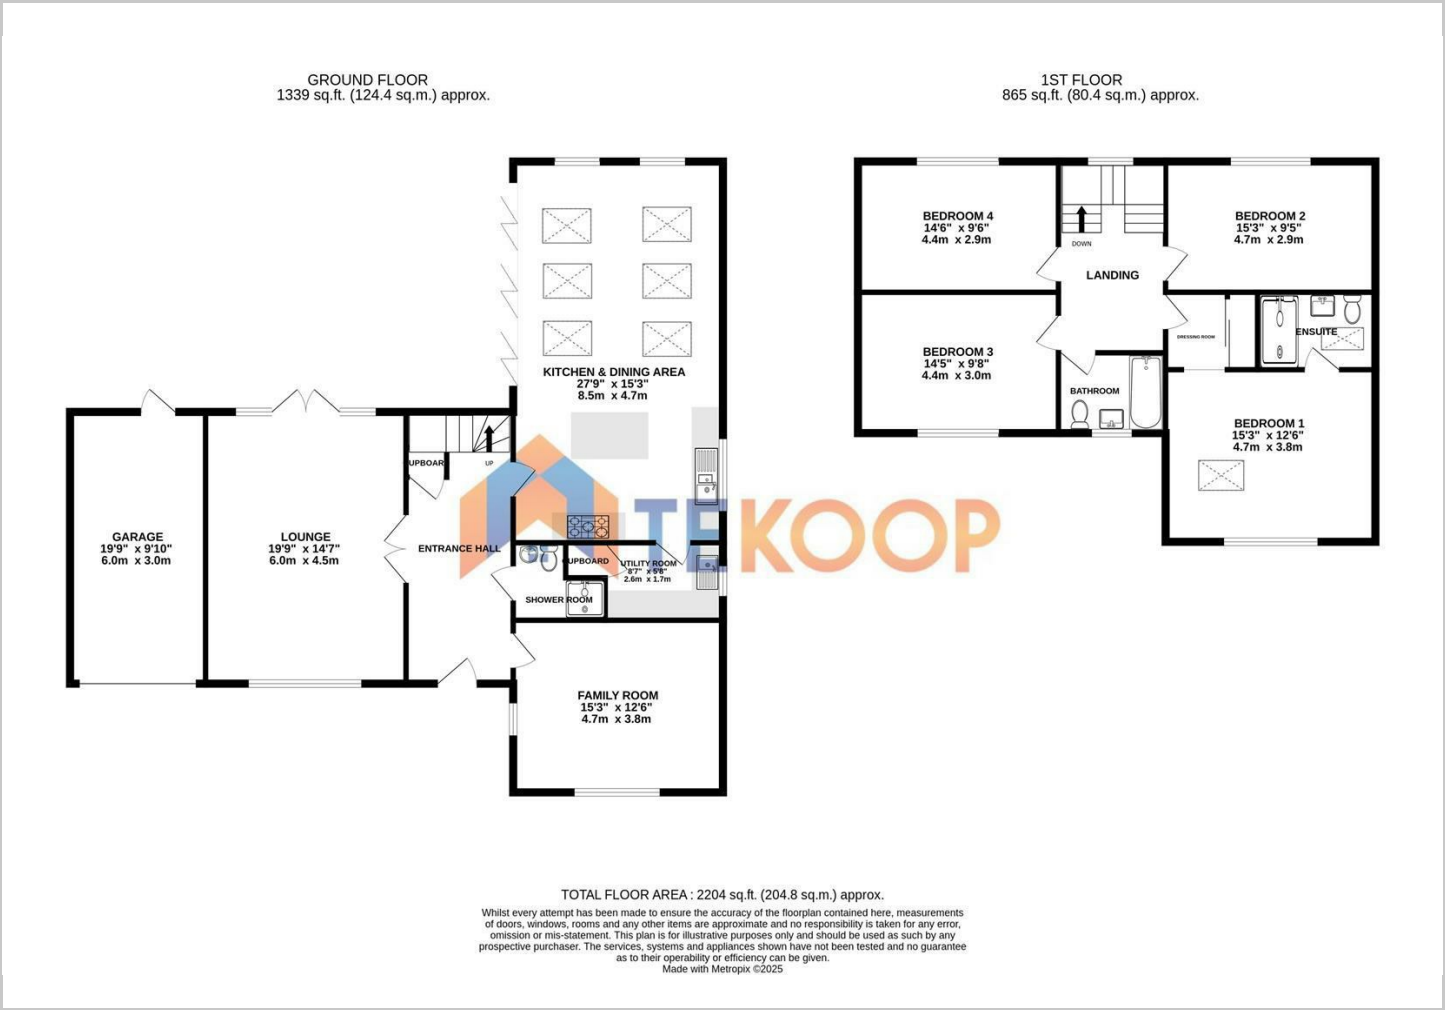 GROUND FLOOR
1339 sq.ft. (124.4 sq.m.) approx.
1ST FLOOR
865 sq.ft. (80.4 sq.m.) approx.
BEDROOM 4
14'6" x 9'6"
4.4m x 2.9m
BEDROOM 2
15'3" x 9'5"
4.7m x 2.9m
DOWN
LANDING
DRESSING ROOM
ENSUITE
BEDROOM 3
14'5" x 9'8"
4.4m x 3.0m
BATHROOM
BEDROOM 1
15'3" x 12'6"
4.7m x 3.8m
KITCHEN & DINING AREA
27'9" x 15'3"
8.5m x 4.7m
UPBOAR
UP
GARAGE
19'9" x 9'10"
6.0m x 3.0m
LOUNGE
19'9" x 14'7"
6.0m x 4.5m
ENTRANCE HALL
TEKOOP
CUPBOARD
UTILITY ROOM
8'7" x 5'8"
2.6m x 1.7m
SHOWER ROOM
FAMILY ROOM
15'3" x 12'6"
4.7m x 3.8m
TOTAL FLOOR AREA : 2204 sq.ft. (204.8 sq.m.) approx.
Whilst every attempt has been made to ensure the accuracy of the floorplan contained here, measurements
of doors, windows, rooms and any other items are approximate and no responsibility is taken for any error,
omission or mis-statement. This plan is for illustrative purposes only and should be used as such by any
prospective purchaser. The services, systems and appliances shown have not been tested and no guarantee
as to their operability or efficiency can be given.
Made with Metropix ©2025